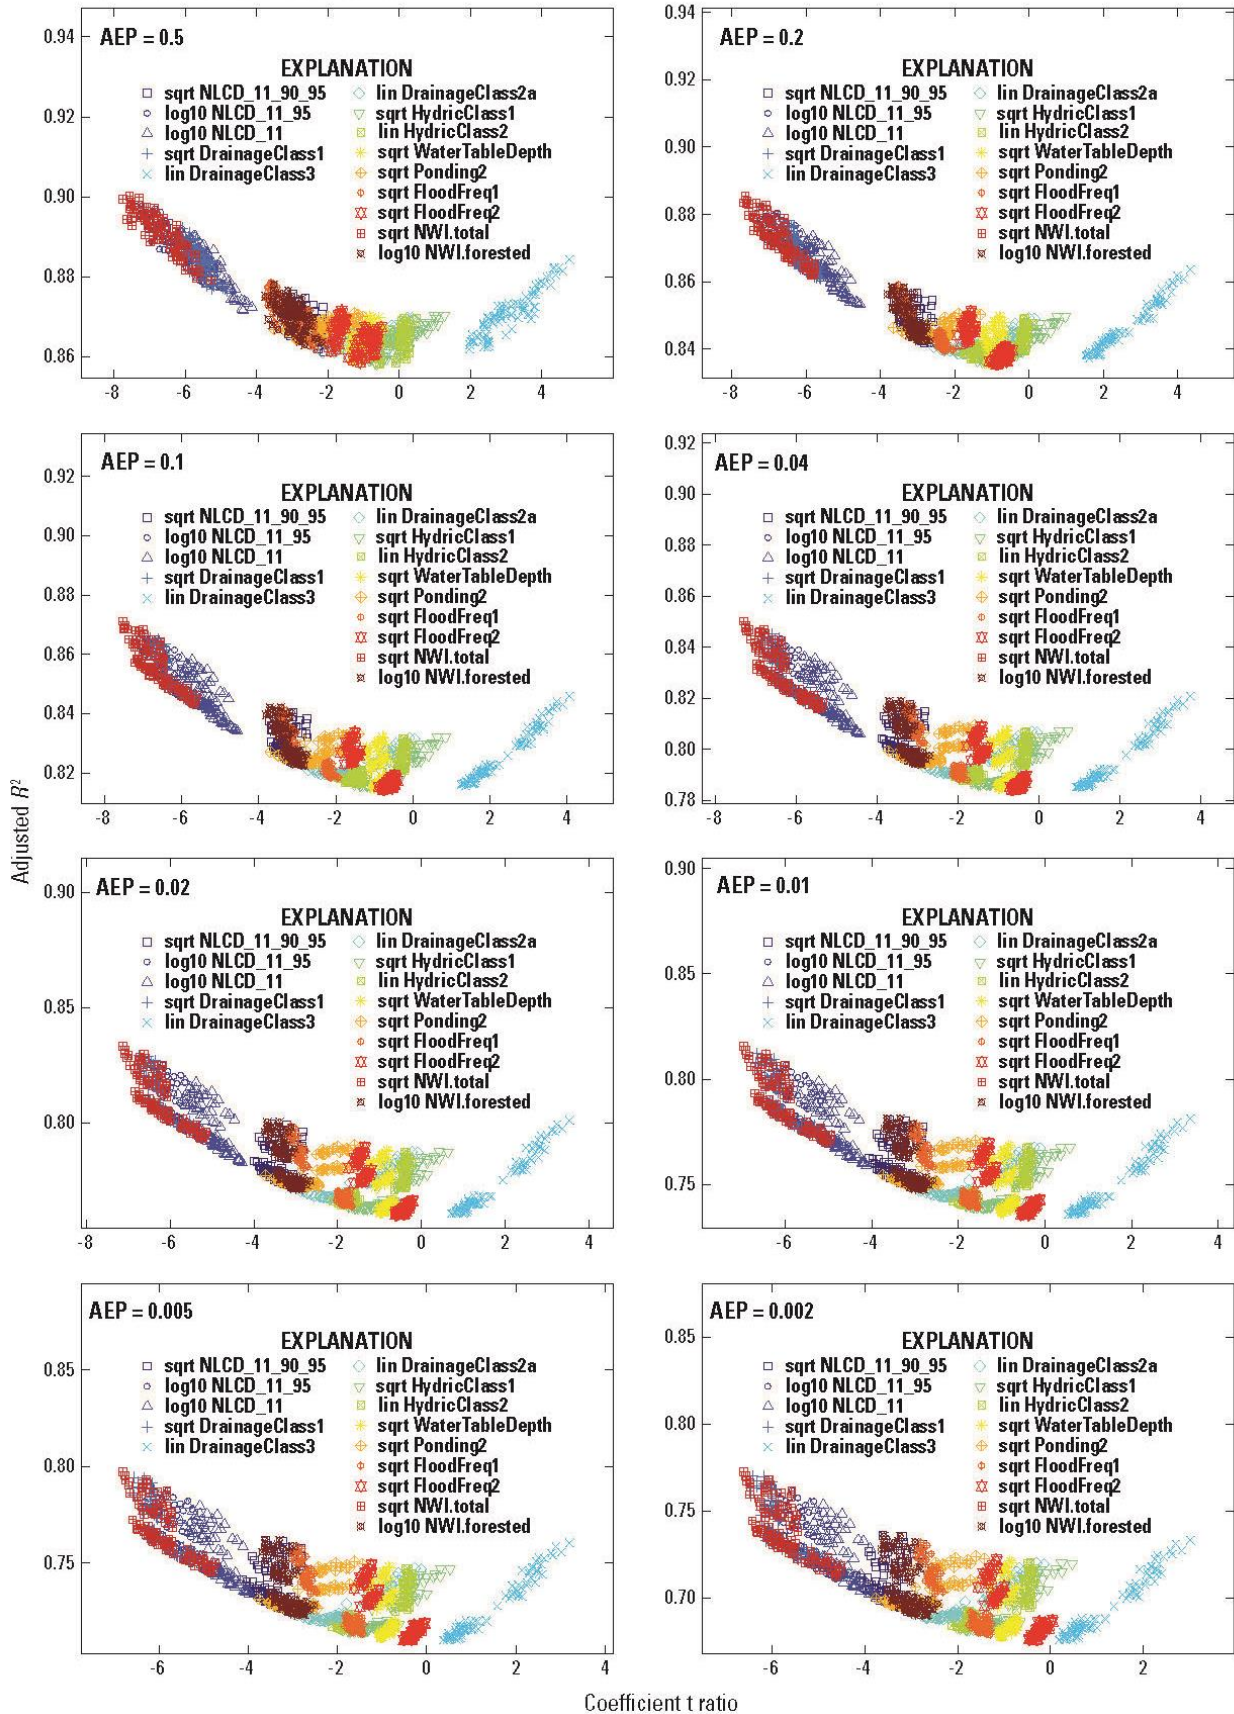 AEP = 0.5
EXPLANATION
sqrt NLCD_11_90_95
log10 NLCD_11_95
log10 NLCD_11
sqrt DrainageClass1
lin DrainageClass3
lin DrainageClass2a
sqrt HydricClass1
lin HydricClass2
sqrt WaterTableDepth
sqrt Ponding2
sqrt FloodFreq1
sqrt FloodFreq2
sqrt NWI.total
log10 NWI.forested
0.94
0.92
0.90
0.88
0.86
-8 -6 -4 -2 0 2 4
AEP = 0.2
EXPLANATION
sqrt NLCD_11_90_95
log10 NLCD_11_95
log10 NLCD_11
sqrt DrainageClass1
lin DrainageClass3
lin DrainageClass2a
sqrt HydricClass1
lin HydricClass2
sqrt WaterTableDepth
sqrt Ponding2
sqrt FloodFreq1
sqrt FloodFreq2
sqrt NWI.total
log10 NWI.forested
0.94
0.92
0.90
0.88
0.86
0.84
-8 -6 -4 -2 0 2 4
AEP = 0.1
EXPLANATION
sqrt NLCD_11_90_95
log10 NLCD_11_95
log10 NLCD_11
sqrt DrainageClass1
lin DrainageClass3
lin DrainageClass2a
sqrt HydricClass1
lin HydricClass2
sqrt WaterTableDepth
sqrt Ponding2
sqrt FloodFreq1
sqrt FloodFreq2
sqrt NWI.total
log10 NWI.forested
0.92
0.90
0.88
0.86
0.84
0.82
-8 -6 -4 -2 0 2 4
AEP = 0.04
EXPLANATION
sqrt NLCD_11_90_95
log10 NLCD_11_95
log10 NLCD_11
sqrt DrainageClass1
lin DrainageClass3
lin DrainageClass2a
sqrt HydricClass1
lin HydricClass2
sqrt WaterTableDepth
sqrt Ponding2
sqrt FloodFreq1
sqrt FloodFreq2
sqrt NWI.total
log10 NWI.forested
0.92
0.90
0.88
0.86
0.84
0.82
0.80
0.78
-8 -6 -4 -2 0 2 4
Adjusted R²
AEP = 0.02
EXPLANATION
sqrt NLCD_11_90_95
log10 NLCD_11_95
log10 NLCD_11
sqrt DrainageClass1
lin DrainageClass3
lin DrainageClass2a
sqrt HydricClass1
lin HydricClass2
sqrt WaterTableDepth
sqrt Ponding2
sqrt FloodFreq1
sqrt FloodFreq2
sqrt NWI.total
log10 NWI.forested
0.90
0.85
0.80
-8 -6 -4 -2 0 2 4
AEP = 0.01
EXPLANATION
sqrt NLCD_11_90_95
log10 NLCD_11_95
log10 NLCD_11
sqrt DrainageClass1
lin DrainageClass3
lin DrainageClass2a
sqrt HydricClass1
lin HydricClass2
sqrt WaterTableDepth
sqrt Ponding2
sqrt FloodFreq1
sqrt FloodFreq2
sqrt NWI.total
log10 NWI.forested
0.90
0.85
0.80
0.75
-6 -4 -2 0 2 4
AEP = 0.005
EXPLANATION
sqrt NLCD_11_90_95
log10 NLCD_11_95
log10 NLCD_11
sqrt DrainageClass1
lin DrainageClass3
lin DrainageClass2a
sqrt HydricClass1
lin HydricClass2
sqrt WaterTableDepth
sqrt Ponding2
sqrt FloodFreq1
sqrt FloodFreq2
sqrt NWI.total
log10 NWI.forested
0.85
0.80
0.75
-6 -4 -2 0 2 4
AEP = 0.002
EXPLANATION
sqrt NLCD_11_90_95
log10 NLCD_11_95
log10 NLCD_11
sqrt DrainageClass1
lin DrainageClass3
lin DrainageClass2a
sqrt HydricClass1
lin HydricClass2
sqrt WaterTableDepth
sqrt Ponding2
sqrt FloodFreq1
sqrt FloodFreq2
sqrt NWI.total
log10 NWI.forested
0.85
0.80
0.75
0.70
-6 -4 -2 0 2 4
Coefficient t ratio